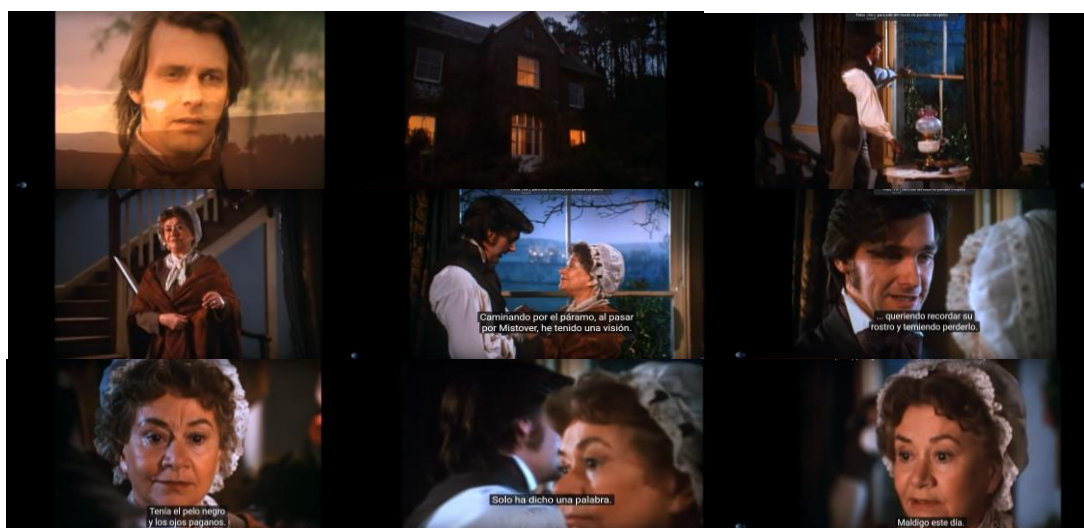 Caminando por el páramo, al pasar
por Mistover, he tenido una visión.
... queriendo recordar su
rostro y temiendo perderlo.
Tenía el pelo negro
y los ojos paganos.
Solo ha dicho una palabra.
Maldigo este día.